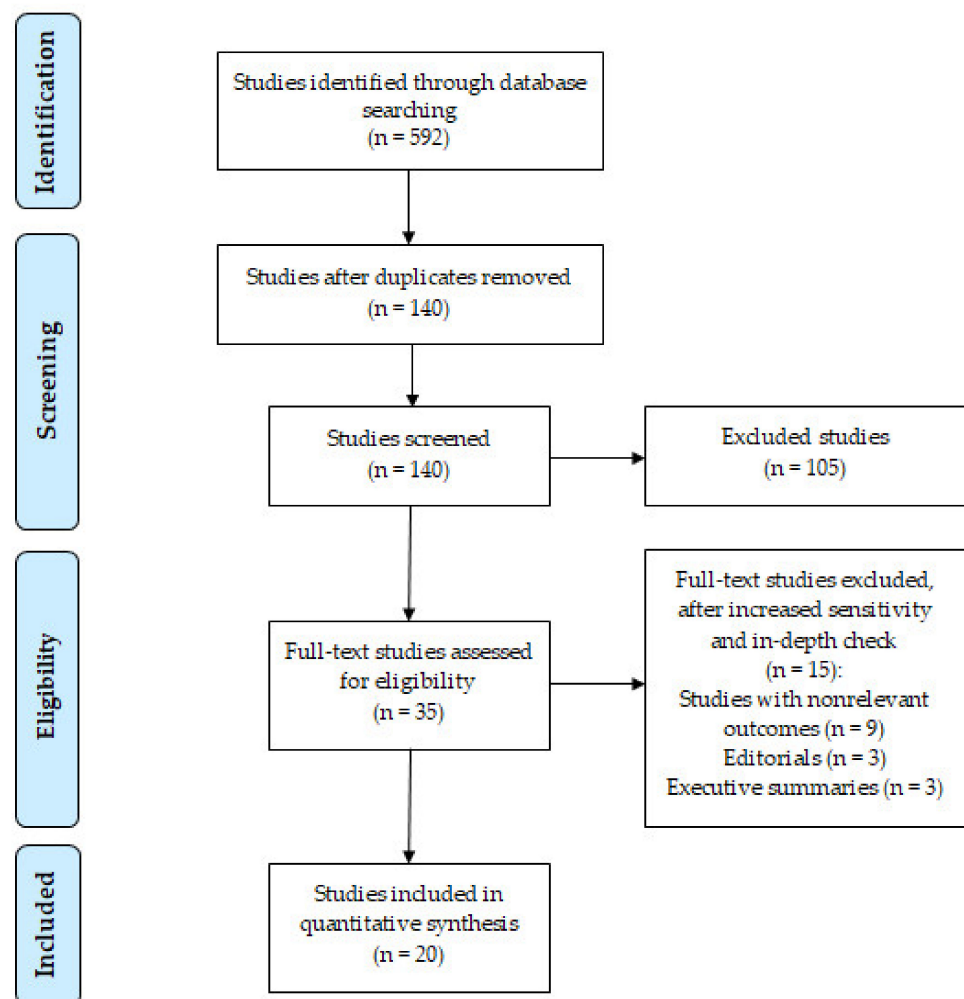 Identification
Studies identified through database
searching
(n = 592)
Screening
Studies after duplicates removed
(n = 140)
Studies screened
(n = 140)
Excluded studies
(n = 105)
Eligibility
Full-text studies assessed
for eligibility
(n = 35)
Full-text studies excluded,
after increased sensitivity
and in-depth check
(n = 15):
Studies with nonrelevant
outcomes (n = 9)
Editorials (n = 3)
Executive summaries (n = 3)
Included
Studies included in
quantitative synthesis
(n = 20)